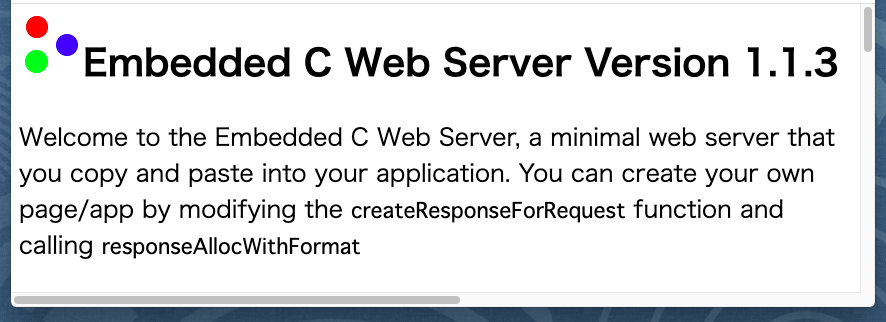 Embedded C Web Server Version 1.1.3
Welcome to the Embedded C Web Server, a minimal web server that
you copy and paste into your application. You can create your own
page/app by modifying the createResponseForRequest function and
calling responseAllocWithFormat